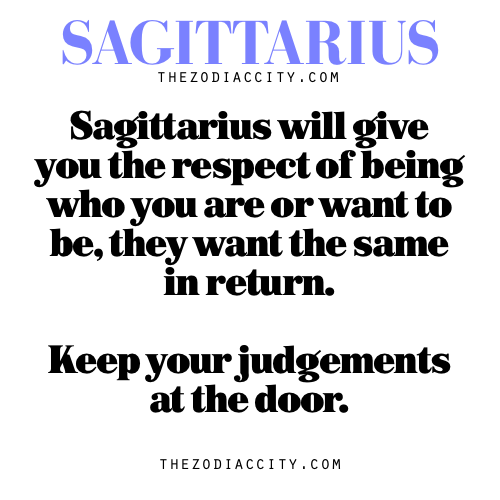 SAGITTARIUS
THEZODIACCITY.COM
Sagittarius will give
you the respect of being
who you are or want to
be, they want the same
in return.
Keep your judgements
at the door.
THEZODIACCITY.COM